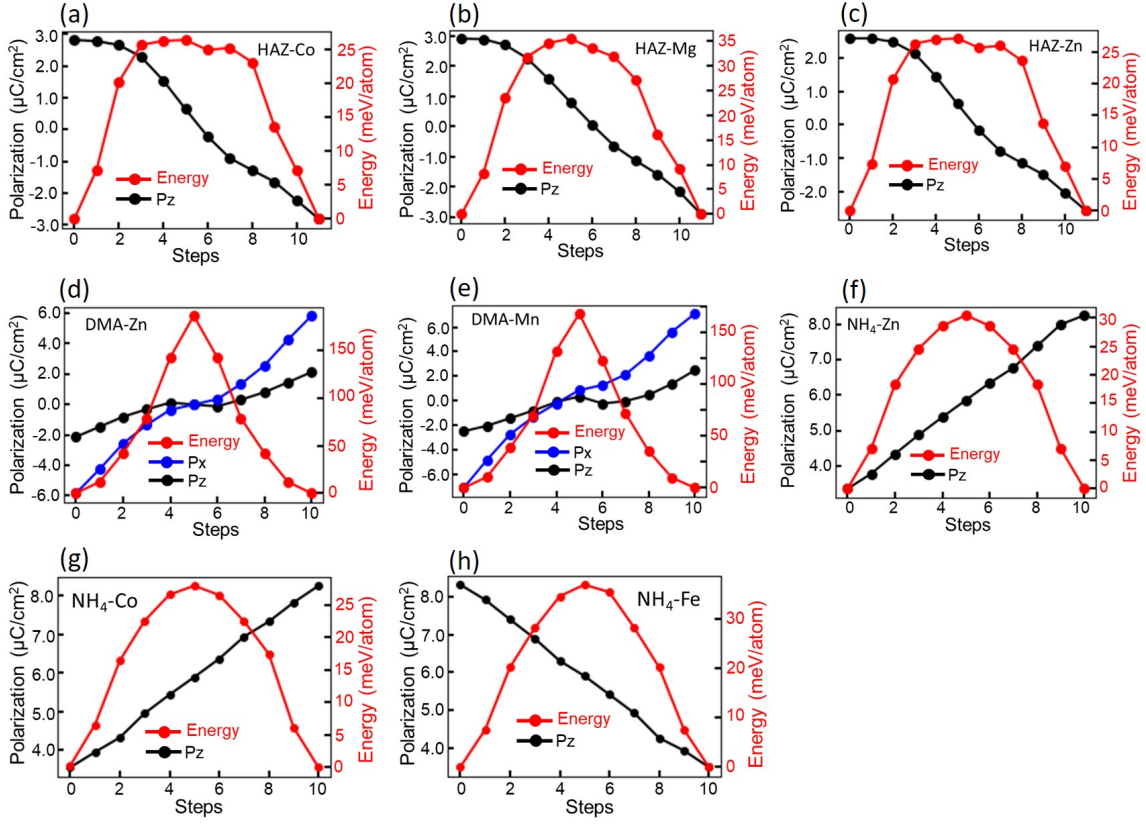 (a)
HAZ-Co
Polarization (µC/cm²)
3.0
2.0
1.0
0.0
-1.0
-2.0
-3.0
Energy
Pz
0 2 4 6 8 10
Steps
25
20
15
10
5
0
Energy (meV/atom)
(b)
HAZ-Mg
Polarization (µC/cm²)
3.0
2.0
1.0
0.0
-1.0
-2.0
-3.0
Energy
Pz
0 2 4 6 8 10
Steps
35
30
25
20
15
10
5
0
Energy (meV/atom)
(c)
HAZ-Zn
Polarization (µC/cm²)
2.0
1.0
0.0
-1.0
-2.0
Energy
Pz
0 2 4 6 8 10
Steps
25
20
15
10
5
0
Energy (meV/atom)
(d)
DMA-Zn
Polarization (µC/cm²)
6.0
4.0
2.0
0.0
-2.0
-4.0
-6.0
Energy
Px
Pz
0 2 4 6 8 10
Steps
150
100
50
0
Energy (meV/atom)
(e)
DMA-Mn
Polarization (µC/cm²)
6.0
4.0
2.0
0.0
-2.0
-4.0
-6.0
Energy
Px
Pz
0 2 4 6 8 10
Steps
150
100
50
0
Energy (meV/atom)
(f)
NH₄-Zn
Polarization (µC/cm²)
8.0
7.0
6.0
5.0
4.0
Energy
Pz
0 2 4 6 8 10
Steps
30
25
20
15
10
5
0
Energy (meV/atom)
(g)
NH₄-Co
Polarization (µC/cm²)
8.0
7.0
6.0
5.0
4.0
Energy
Pz
0 2 4 6 8 10
Steps
25
20
15
10
5
0
Energy (meV/atom)
(h)
NH₄-Fe
Polarization (µC/cm²)
8.0
7.0
6.0
5.0
4.0
Energy
Pz
0 2 4 6 8 10
Steps
30
20
10
0
Energy (meV/atom)